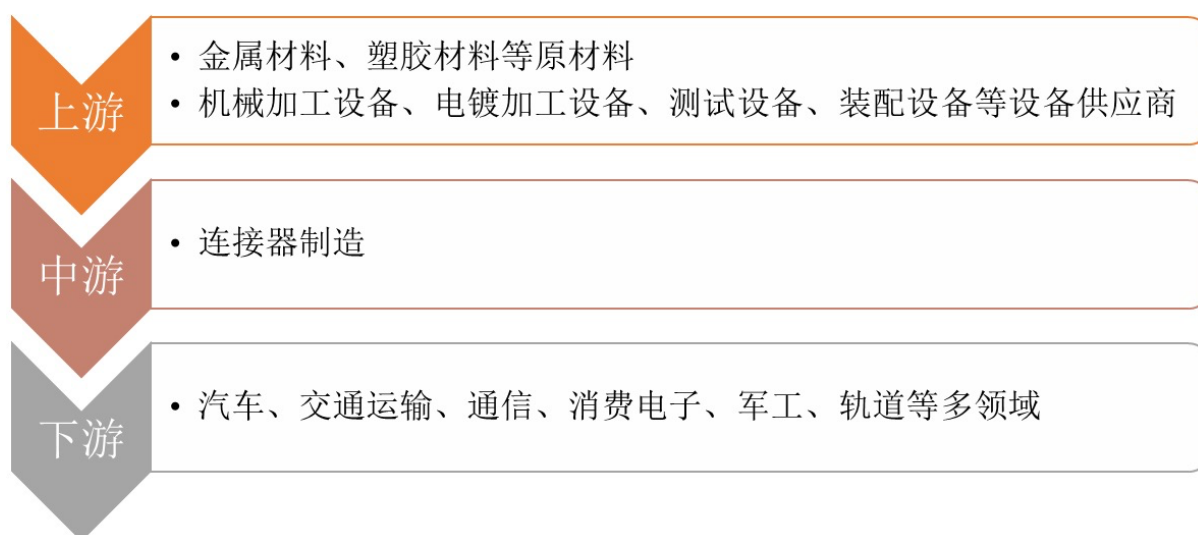 上游
• 金属材料、塑胶材料等原材料
• 机械加工设备、电镀加工设备、测试设备、装配设备等设备供应商
中游
• 连接器制造
下游
• 汽车、交通运输、通信、消费电子、军工、轨道等多领域